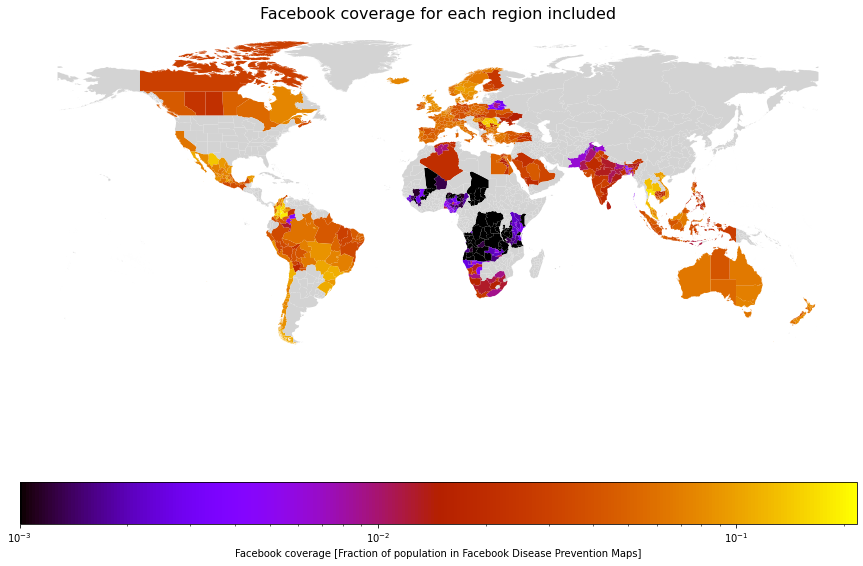 Facebook coverage for each region included
10⁻³ 10⁻² 10⁻¹
Facebook coverage [Fraction of population in Facebook Disease Prevention Maps]